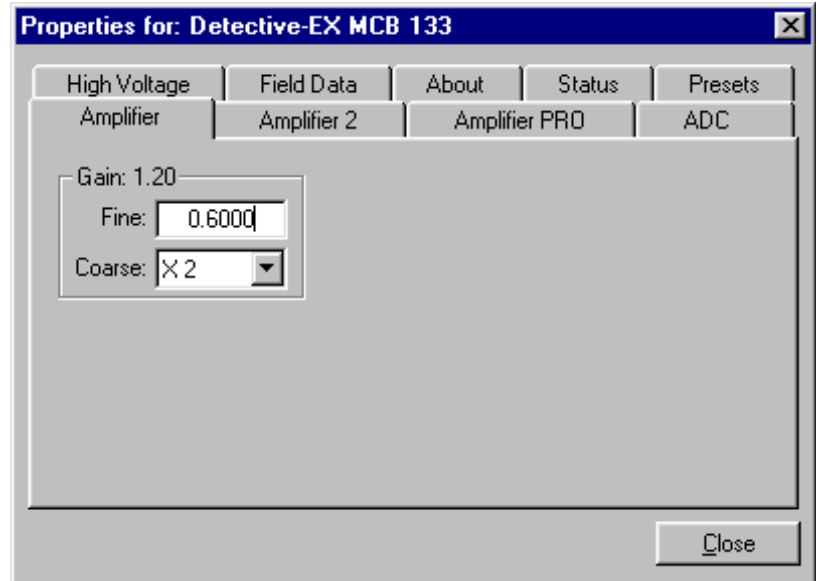 Properties for: Detective-EX MCB 133
High Voltage Field Data About Status Presets
Amplifier Amplifier 2 Amplifier PRO ADC
Gain: 1.20
Fine: 0.6000
Coarse: X 2
Close